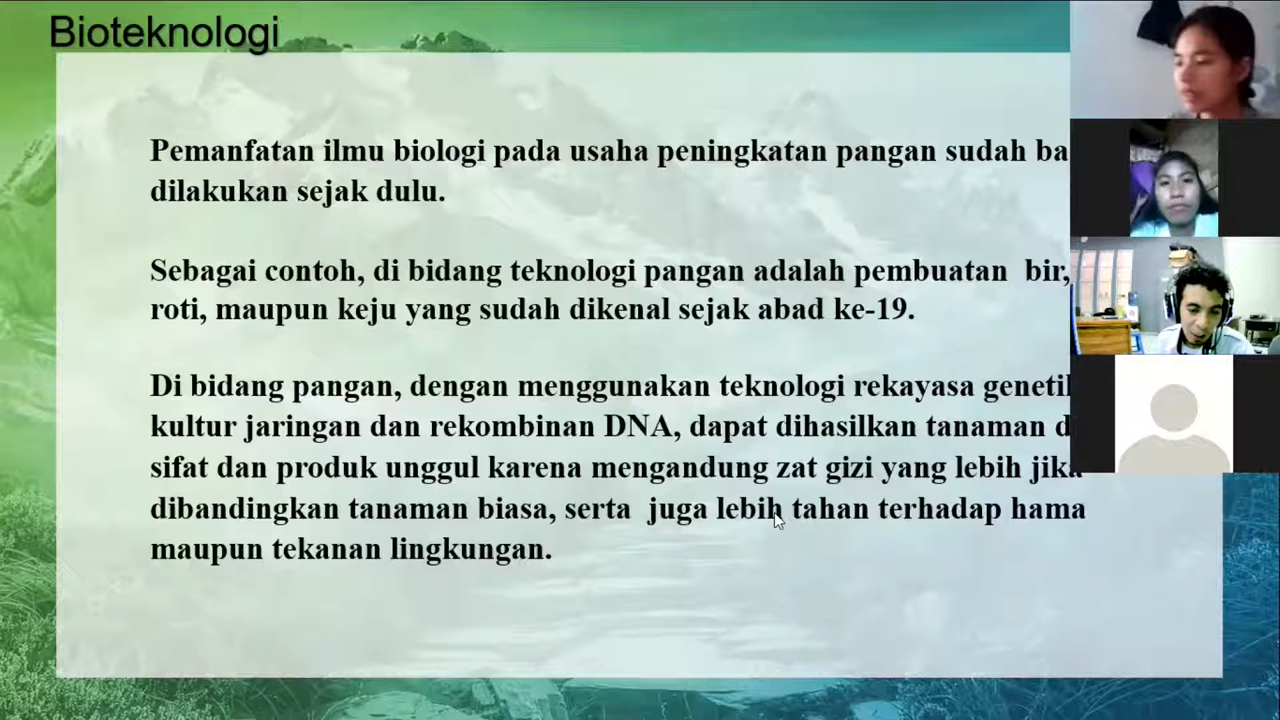 Bioteknologi
Pemanfatan ilmu biologi pada usaha peningkatan pangan sudah
dilakukan sejak dulu.
Sebagai contoh, di bidang teknologi pangan adalah pembuatan bir,
roti, maupun keju yang sudah dikenal sejak abad ke-19.
Di bidang pangan, dengan menggunakan teknologi rekayasa
kultur jaringan dan rekombinan DNA, dapat dihasilkan tanaman
sifat dan produk unggul karena mengandung zat gizi yang lebih jika
dibandingkan tanaman biasa, serta juga lebih tahan terhadap hama
maupun tekanan lingkungan.